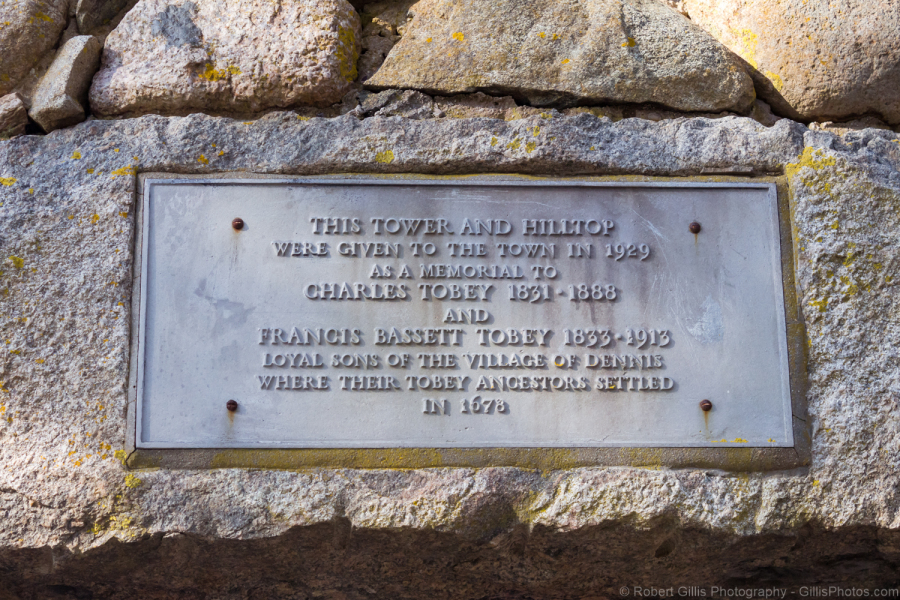 THIS TOWER AND HILLTOP
WERE GIVEN TO THE TOWN IN 1929
AS A MEMORIAL TO
CHARLES TOBEY 1831-1888
AND
FRANCIS BASSETT TOBEY 1833-1913
LOYAL SONS OF THE VILLAGE OF DENNIS
WHERE THEIR TOBEY ANCESTORS SETTLED
IN 1678
© Robert Gillis Photography - GillisPhotos.com